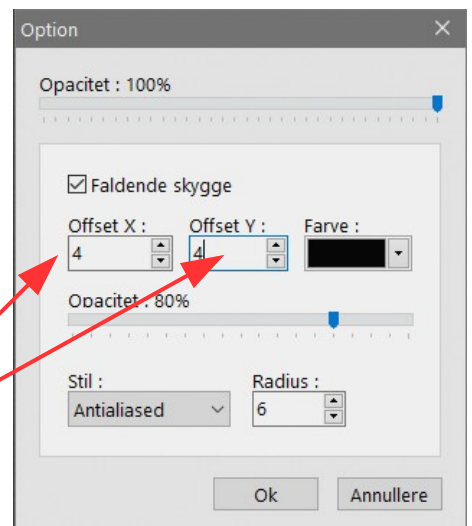 Option
Opacitet : 100%
Faldende skygge
Offset X : Offset Y : Farve :
4 4
Opacitet : 80%
Stil : Radius :
Antialiased 6
Ok Annullere